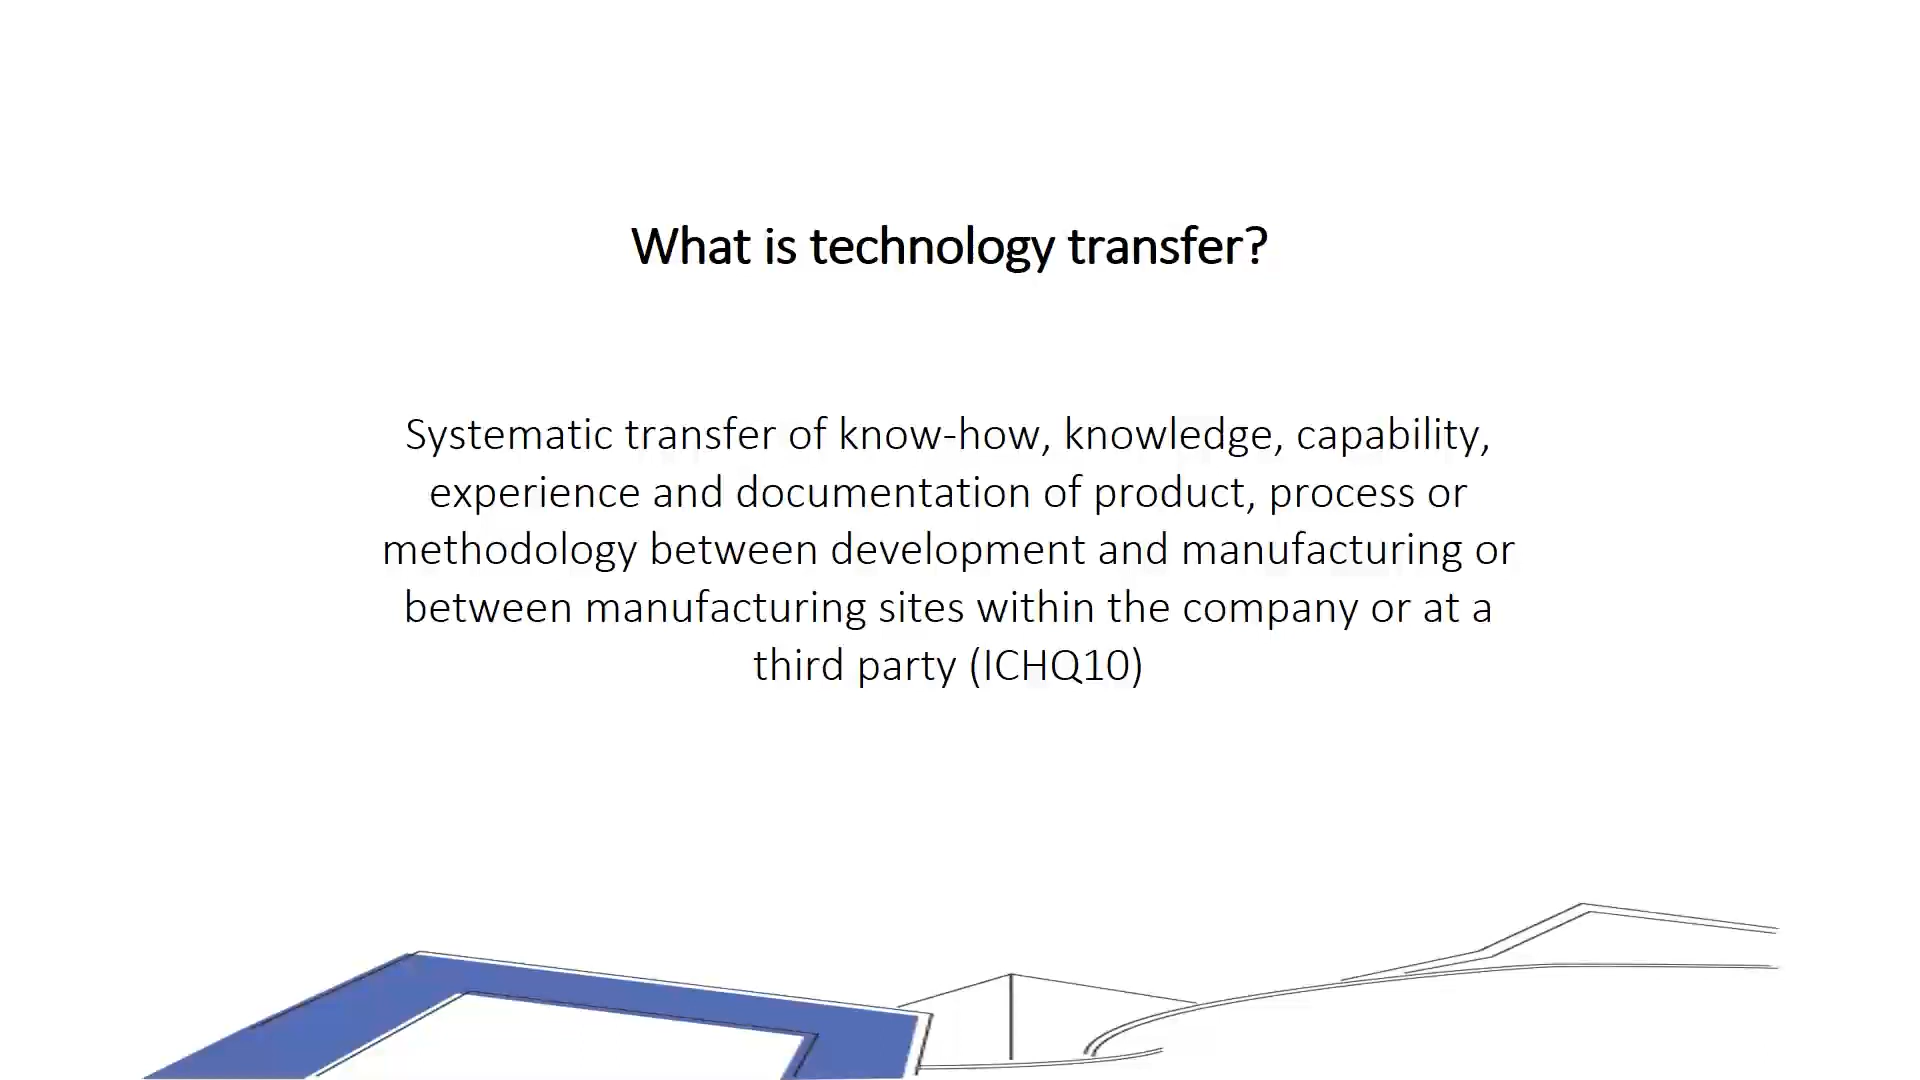 What is technology transfer?
Systematic transfer of know-how, knowledge, capability,
experience and documentation of product, process or
methodology between development and manufacturing or
between manufacturing sites within the company or at a
third party (ICHQ10)